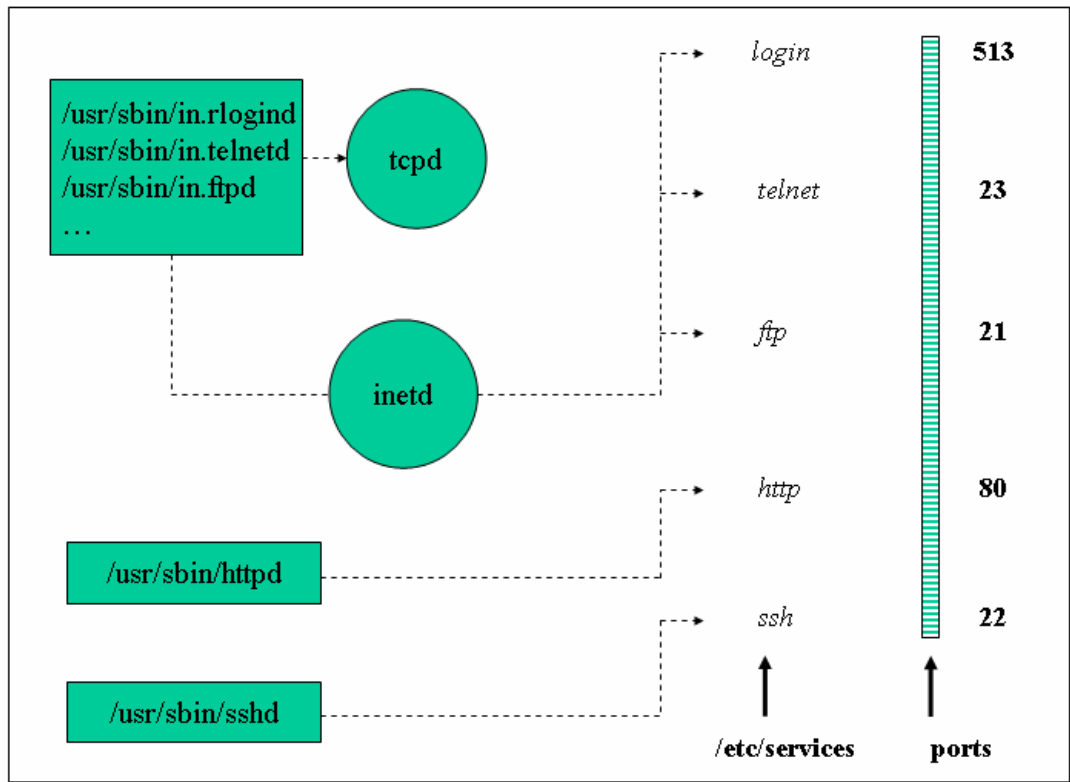 login 513
/usr/sbin/in.rlogind
/usr/sbin/in.telnetd
/usr/sbin/in.ftpd
...
tcpd
telnet 23
ftp 21
inetd
http 80
/usr/sbin/httpd
ssh 22
/usr/sbin/sshd
/etc/services ports